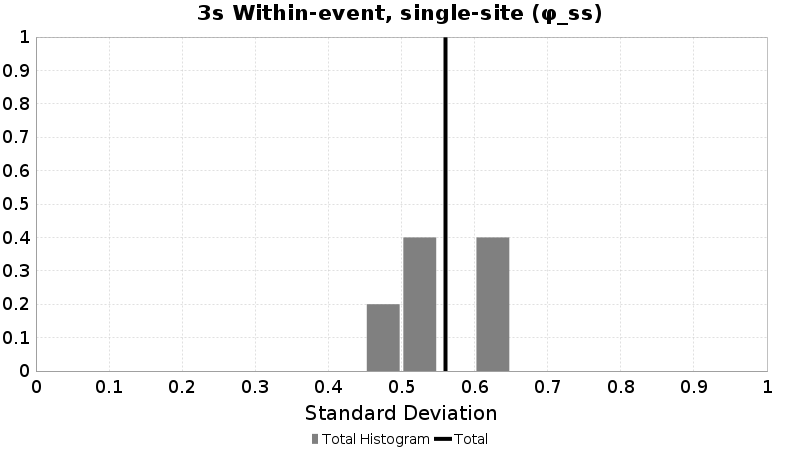 3s Within-event, single-site (φ_ss)
1
0.9
0.8
0.7
0.6
0.5
0.4
0.3
0.2
0.1
0
0 0.1 0.2 0.3 0.4 0.5 0.6 0.7 0.8 0.9 1
Standard Deviation
Total Histogram Total